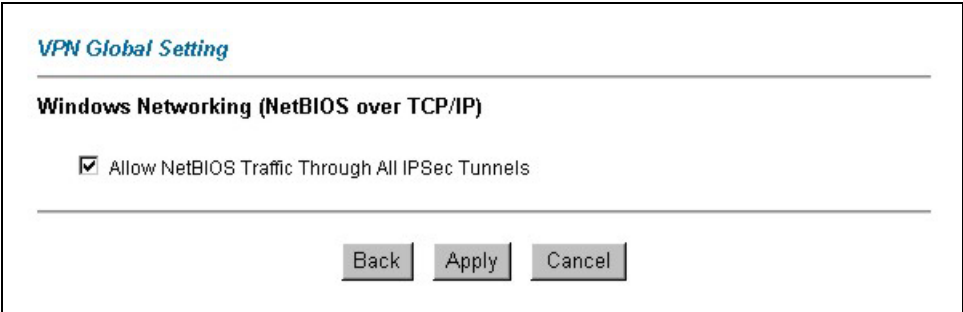 VPN Global Setting
Windows Networking (NetBIOS over TCP/IP)
Allow NetBIOS Traffic Through All IPSec Tunnels
Back Apply Cancel